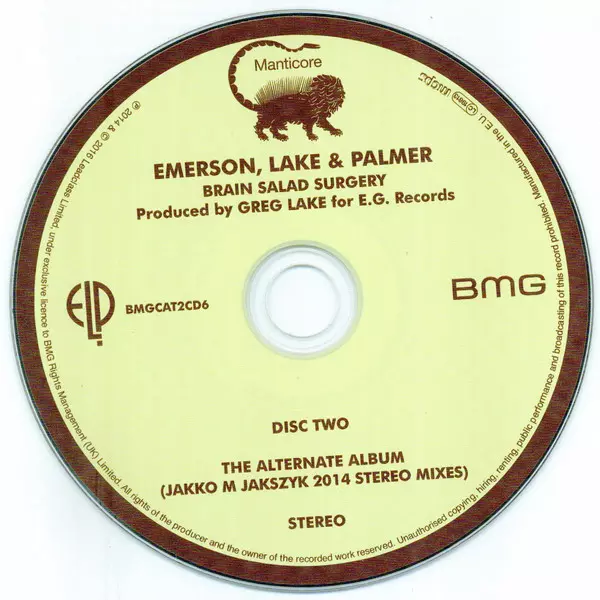 Manticore
EMERSON, LAKE & PALMER
BRAIN SALAD SURGERY
Produced by GREG LAKE for E.G. Records
ELP
BMGCAT2CD6
BMG
DISC TWO
THE ALTERNATE ALBUM
(JAKKO M JAKSZYK 2014 STEREO MIXES)
STEREO
℗ 2014 & © 2016 Leadclass Limited, under exclusive licence to BMG Rights Management (UK) Limited. All rights of the producer and the owner of the recorded work reserved. Unauthorised copying, hiring, renting, public performance and broadcasting of this record prohibited. Manufactured in the E.U.
mcps